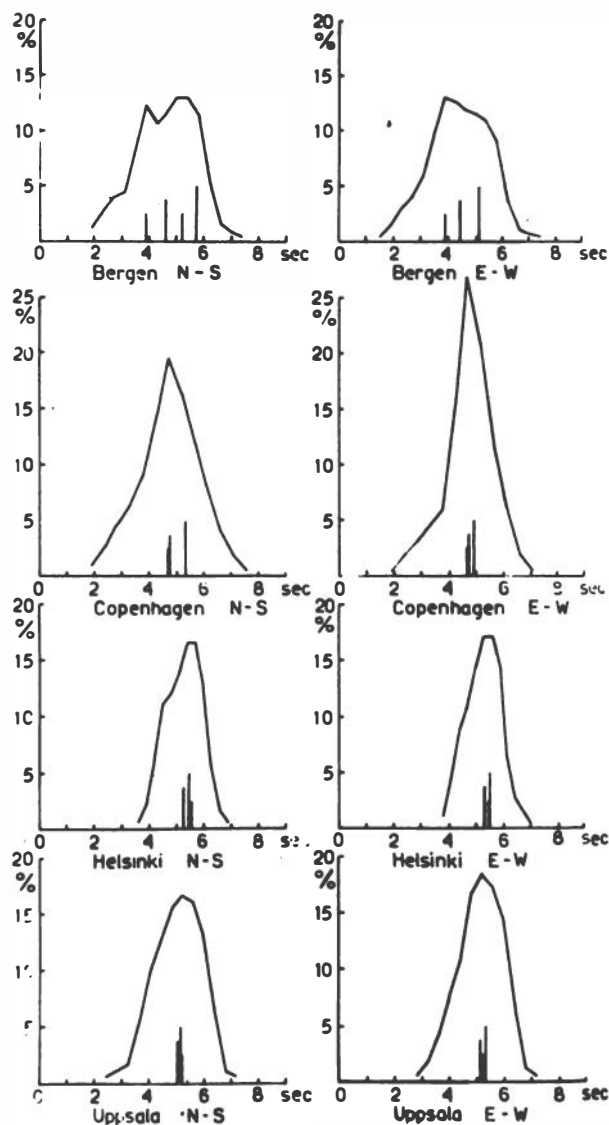 20
%
15
10
5
0 2 4 6 8 sec
Bergen N-S
20
%
15
10
5
0 2 4 6 8 sec
Bergen E-W
25
%
20
15
10
5
0 2 4 6 8 sec
Copenhagen N-S
25
%
20
15
10
5
0 2 4 6 8 sec
Copenhagen E-W
20
%
15
5
0 2 4 6 8
Helsinki N-S
20
%
15
10
5
0 2 4 6 8 sec
Helsinki E-W
20
%
2 4 6 8 sec
Uppsala N-S
20
%
15
10
5
0 2 4 6 8 sec
Uppsala E-W